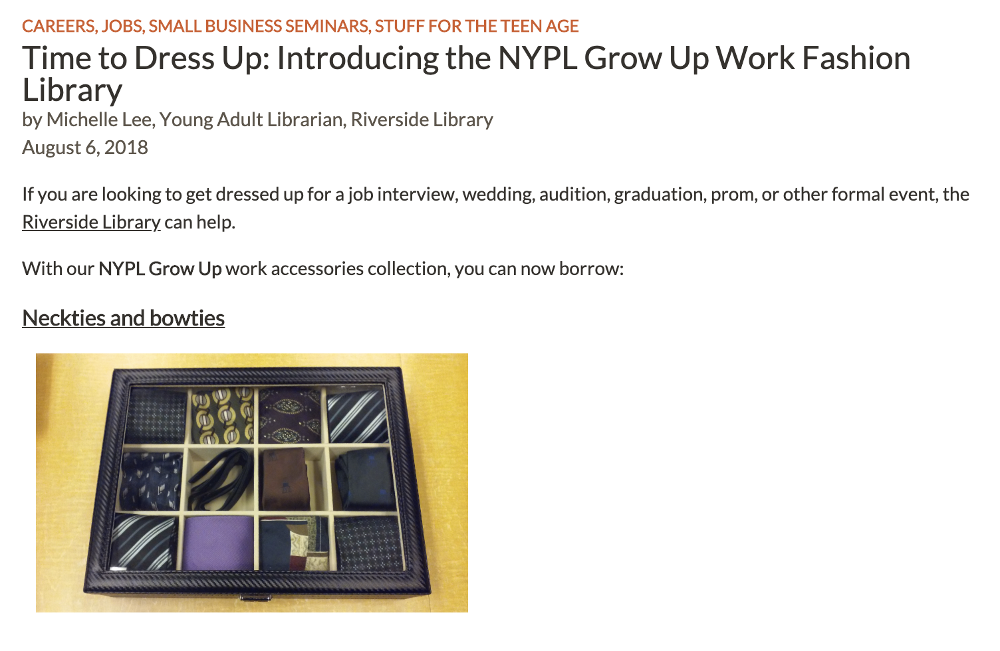 CAREERS, JOBS, SMALL BUSINESS SEMINARS, STUFF FOR THE TEEN AGE
Time to Dress Up: Introducing the NYPL Grow Up Work Fashion
Library
by Michelle Lee, Young Adult Librarian, Riverside Library
August 6, 2018
If you are looking to get dressed up for a job interview, wedding, audition, graduation, prom, or other formal event, the
Riverside Library can help.
With our NYPL Grow Up work accessories collection, you can now borrow:
Neckties and bowties